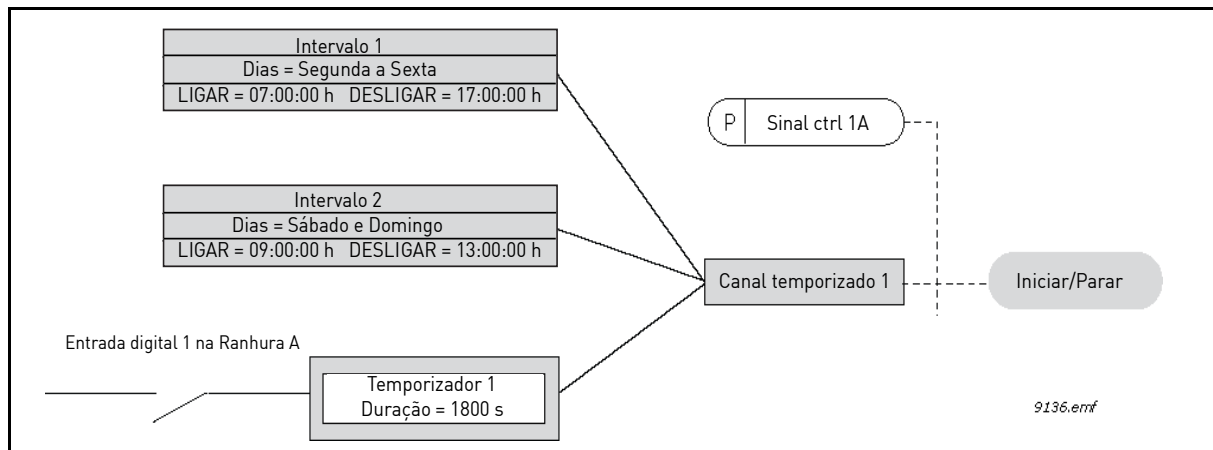 Intervalo 1
Dias = Segunda a Sexta
LIGAR = 07:00:00 h DESLIGAR = 17:00:00 h
P Sinal ctrl 1A
Intervalo 2
Dias = Sábado e Domingo
LIGAR = 09:00:00 h DESLIGAR = 13:00:00 h
Canal temporizado 1
Iniciar/Parar
Entrada digital 1 na Ranhura A
Temporizador 1
Duração = 1800 s
9136.emf